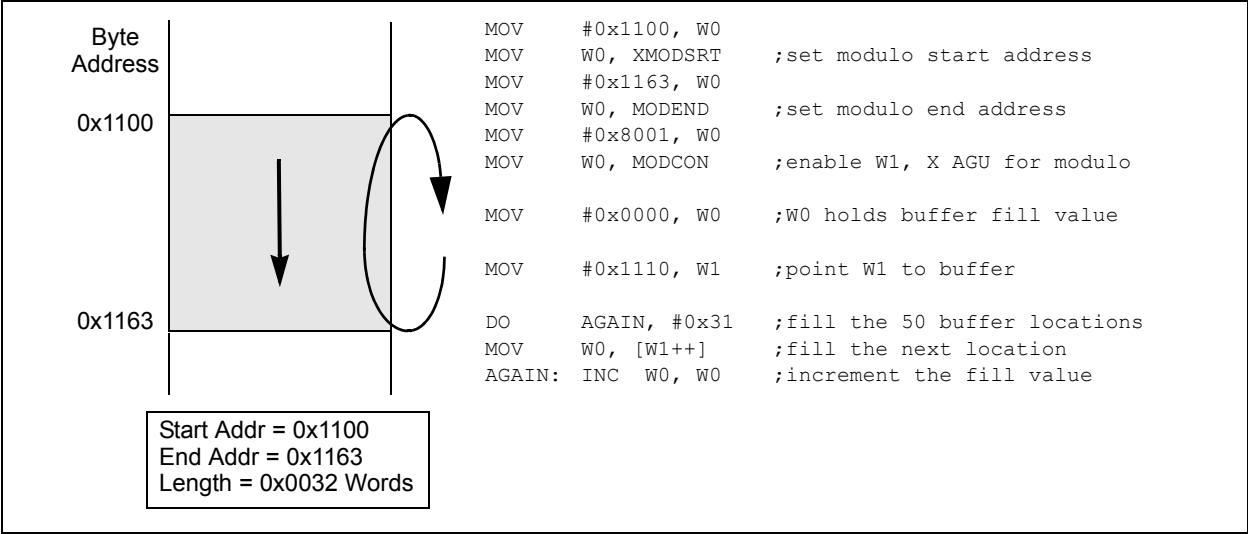 Byte
Address
0x1100
0x1163
Start Addr = 0x1100
End Addr = 0x1163
Length = 0x0032 Words
MOV #0x1100, W0
MOV W0, XMODSRT ;set modulo start address
MOV #0x1163, W0
MOV W0, MODEND ;set modulo end address
MOV #0x8001, W0
MOV W0, MODCON ;enable W1, X AGU for modulo
MOV #0x0000, W0 ;W0 holds buffer fill value
MOV #0x1110, W1 ;point W1 to buffer
DO AGAIN, #0x31 ;fill the 50 buffer locations
MOV W0, [W1++] ;fill the next location
AGAIN: INC W0, W0 ;increment the fill value